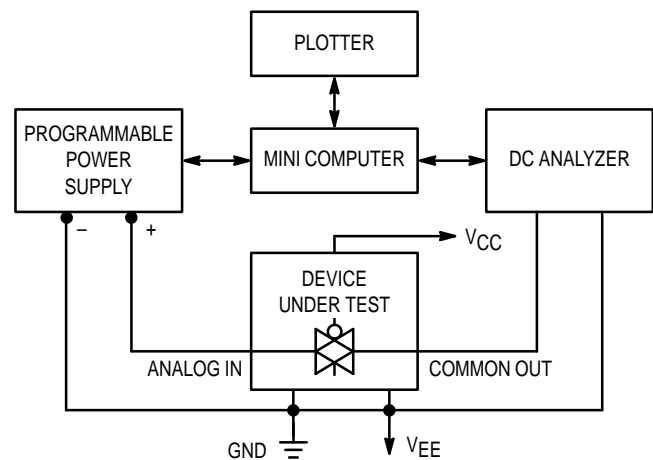 PLOTTER
PROGRAMMABLE
POWER
SUPPLY
MINI COMPUTER
DC ANALYZER
– +
VCC
DEVICE
UNDER TEST
ANALOG IN
COMMON OUT
GND
VEE